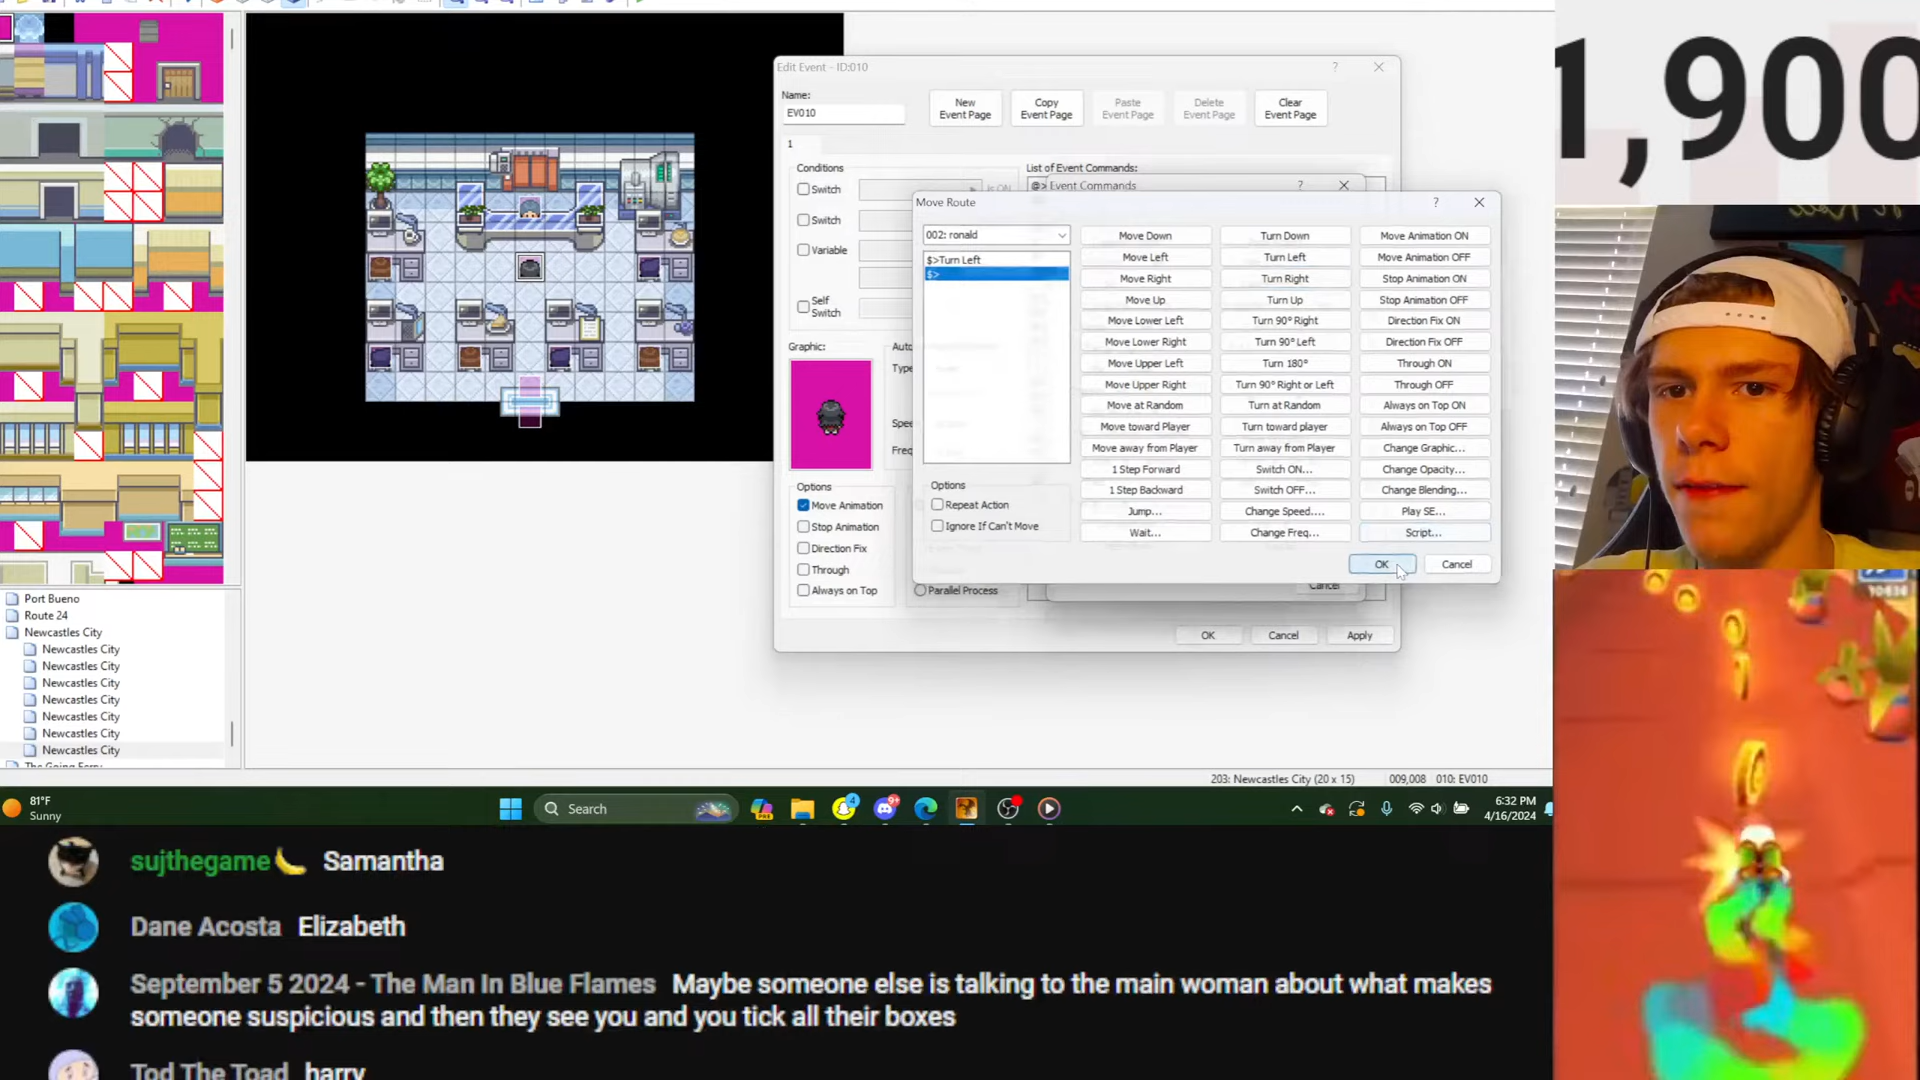 Edit Event - ID:010
Name:
EV010
New
Event Page
Copy
Event Page
Paste
Event Page
Delete
Event Page
Clear
Event Page
1
Conditions
Switch
is ON
Switch
Variable
Self
Switch
List of Event Commands:
@>
Event Commands
Graphic:
Type
Options
Move Animation
Stop Animation
Direction Fix
Through
Always on Top
Parallel Process
Cancel
OK
Cancel
Apply
Move Route
002: ronald
$>Turn Left
$>
Options
Repeat Action
Ignore If Can't Move
Move Down
Turn Down
Move Animation ON
Move Left
Turn Left
Move Animation OFF
Move Right
Turn Right
Stop Animation ON
Move Up
Turn Up
Stop Animation OFF
Move Lower Left
Turn 90° Right
Direction Fix ON
Move Lower Right
Turn 90° Left
Direction Fix OFF
Move Upper Left
Turn 180°
Through ON
Move Upper Right
Turn 90° Right or Left
Through OFF
Move at Random
Turn at Random
Always on Top ON
Move toward Player
Turn toward player
Always on Top OFF
Move away from Player
Turn away from Player
Change Graphic...
1 Step Forward
Switch ON...
Change Opacity...
1 Step Backward
Switch OFF...
Change Blending...
Jump...
Change Speed....
Play SE...
Wait...
Change Freq...
Script...
OK
Cancel
1,900
Port Bueno
Route 24
Newcastles City
Newcastles City
Newcastles City
Newcastles City
Newcastles City
Newcastles City
Newcastles City
Newcastles City
The Going Ferry
203: Newcastles City (20 x 15)
009,008
010: EV010
81°F
Sunny
Search
6:32 PM
4/16/2024
sujthegame🍌 Samantha
Dane Acosta Elizabeth
September 5 2024 - The Man In Blue Flames Maybe someone else is talking to the main woman about what makes
someone suspicious and then they see you and you tick all their boxes
Tod The Toad harry